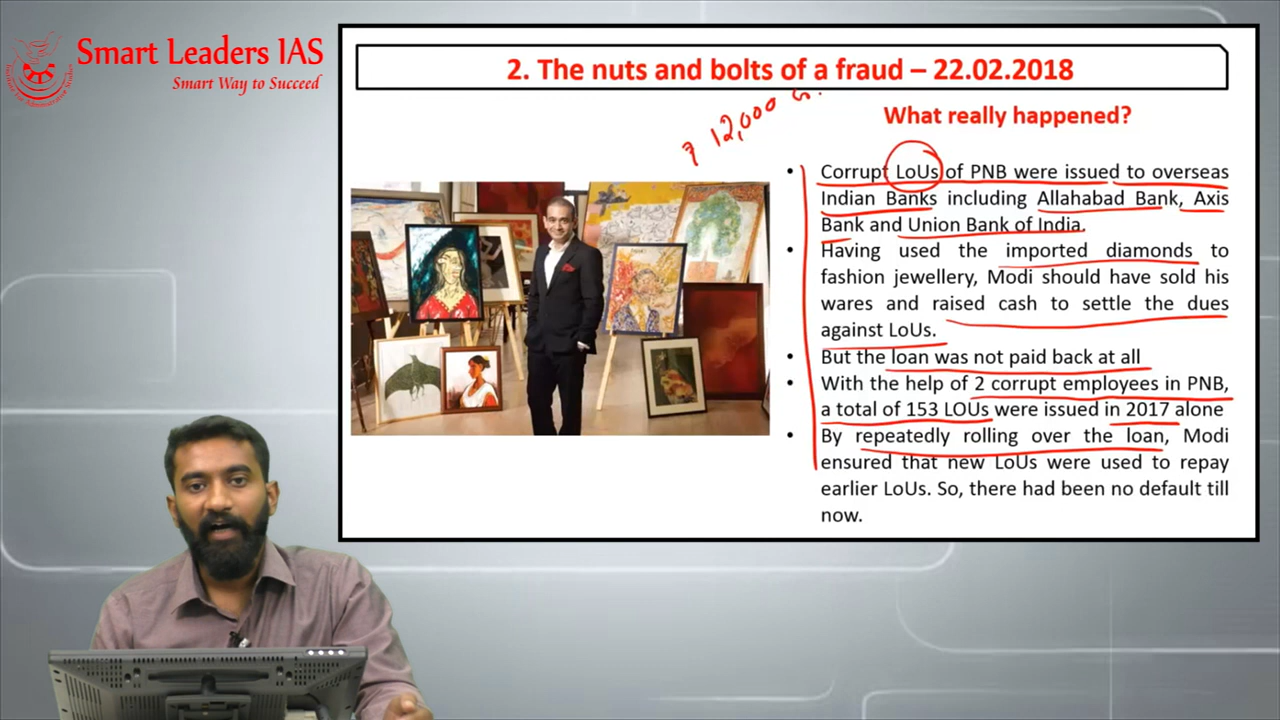 Smart Leaders IAS
Smart Way to Succeed
2. The nuts and bolts of a fraud – 22.02.2018
₹ 12,000
What really happened?
• Corrupt LoUs of PNB were issued to overseas
Indian Banks including Allahabad Bank, Axis
Bank and Union Bank of India.
• Having used the imported diamonds to
fashion jewellery, Modi should have sold his
wares and raised cash to settle the dues
against LoUs.
• But the loan was not paid back at all
• With the help of 2 corrupt employees in PNB,
a total of 153 LOUs were issued in 2017 alone
• By repeatedly rolling over the loan, Modi
ensured that new LoUs were used to repay
earlier LoUs. So, there had been no default till
now.